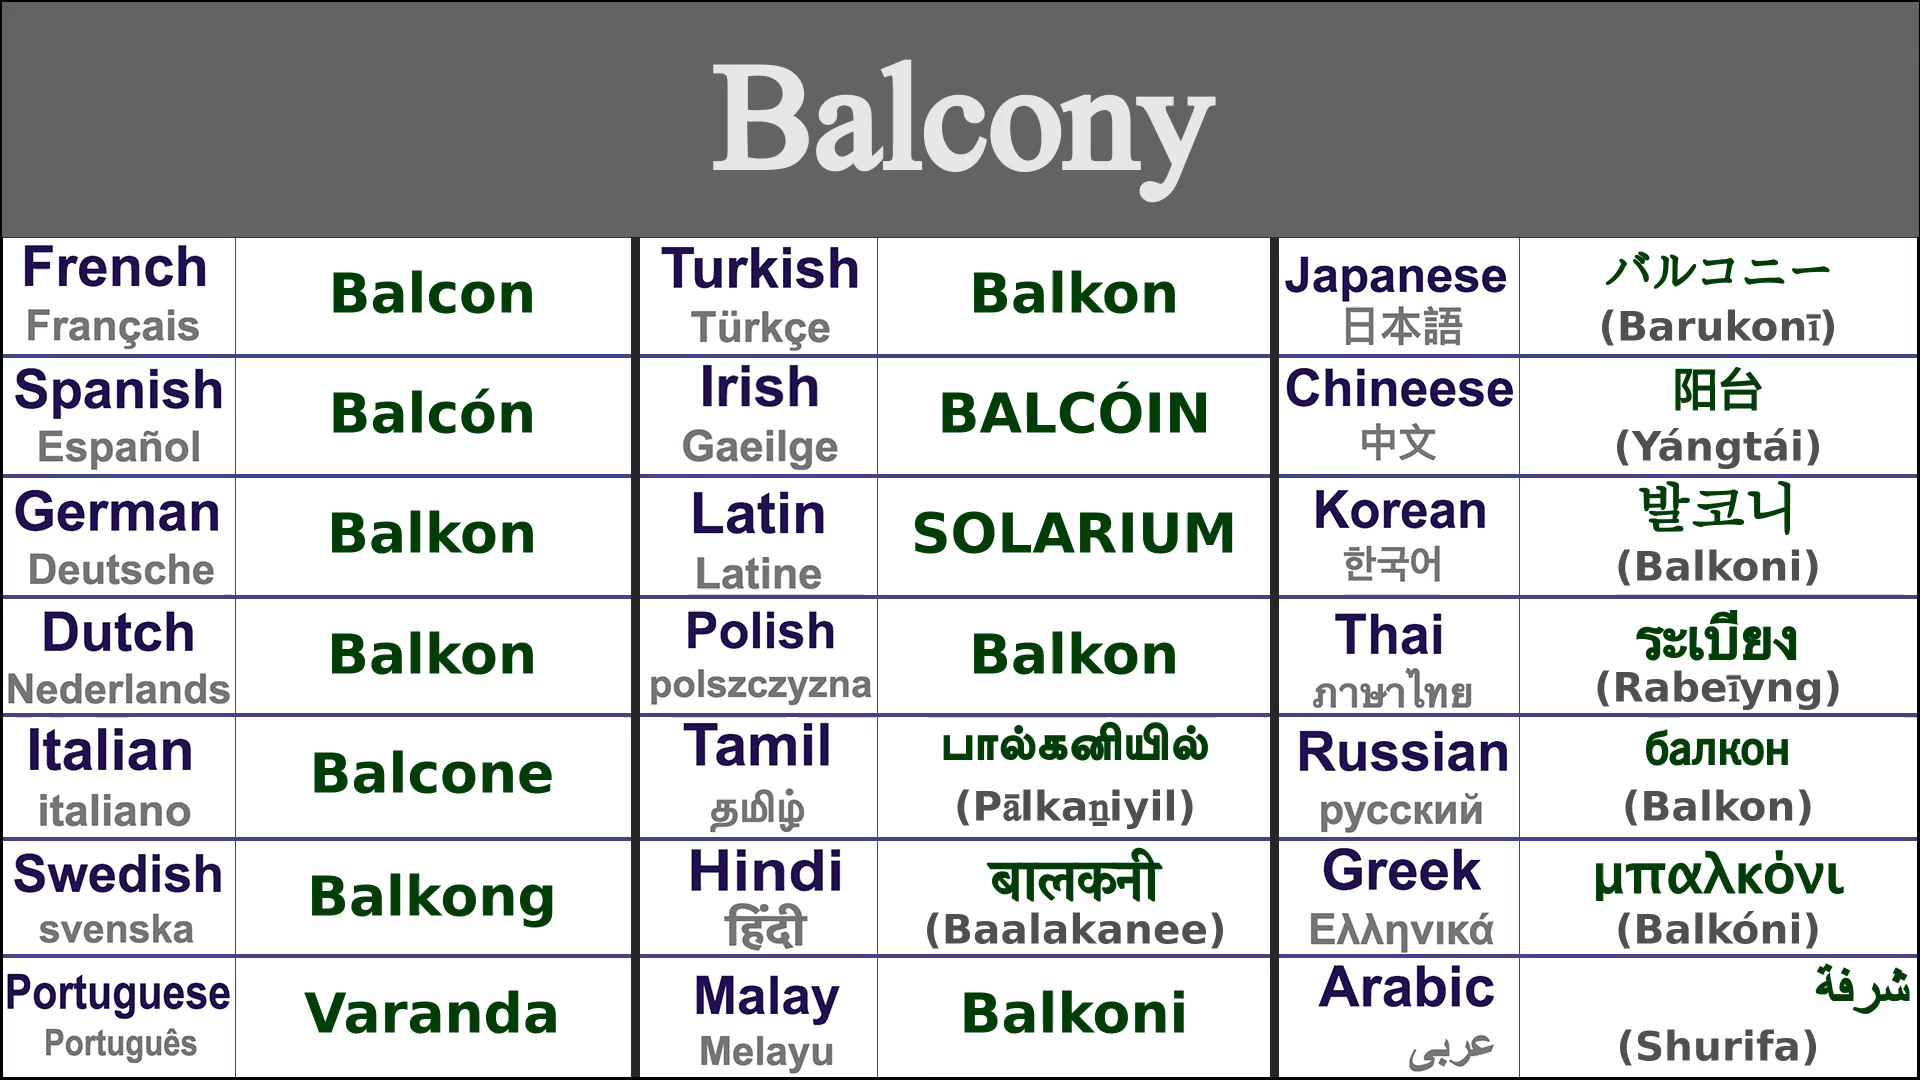 Balcony
French
Français
Balcon
Turkish
Türkçe
Balkon
Japanese
日本語
バルコニー
(Barukonī)
Spanish
Español
Balcón
Irish
Gaeilge
BALCÓIN
Chineese
中文
阳台
(Yángtái)
German
Deutsche
Balkon
Latin
Latine
SOLARIUM
Korean
한국어
발코니
(Balkoni)
Dutch
Nederlands
Balkon
Polish
polszczyzna
Balkon
Thai
ภาษาไทย
ระเบียง
(Rabeīyng)
Italian
italiano
Balcone
Tamil
தமிழ்
பால்கனியில்
(Pālkaṉiyil)
Russian
русский
балкон
(Balkon)
Swedish
svenska
Balkong
Hindi
हिंदी
बालकनी
(Baalakanee)
Greek
Ελληνικά
μπαλκόνι
(Balkóni)
Portuguese
Português
Varanda
Malay
Melayu
Balkoni
Arabic
عربى
شرفة
(Shurifa)